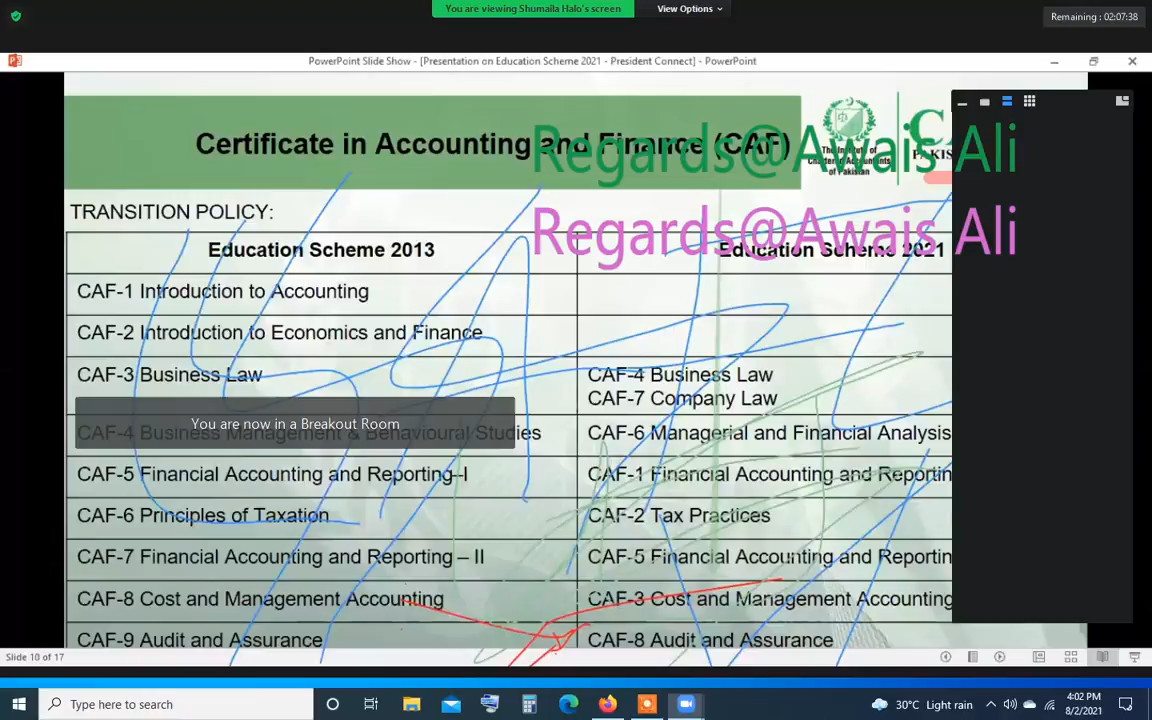 You are viewing Shumaila Halo's screen
View Options
Remaining : 02:07:38
PowerPoint Slide Show - [Presentation on Education Scheme 2021 - President Connect] - PowerPoint
Certificate in Accounting and Finance (CAF)
The Institute of
Chartered Accountants
of Pakistan
CA
PAKIS
Regards@Awais Ali
Regards@Awais Ali
TRANSITION POLICY:
Education Scheme 2013
Education Scheme 2021
CAF-1 Introduction to Accounting
CAF-2 Introduction to Economics and Finance
CAF-3 Business Law
CAF-4 Business Law
CAF-7 Company Law
You are now in a Breakout Room
CAF-4 Business Management & Behavioural Studies
CAF-6 Managerial and Financial Analysis
CAF-5 Financial Accounting and Reporting-I
CAF-1 Financial Accounting and Reportin
CAF-6 Principles of Taxation
CAF-2 Tax Practices
CAF-7 Financial Accounting and Reporting – II
CAF-5 Financial Accounting and Reportin
CAF-8 Cost and Management Accounting
CAF-3 Cost and Management Accounting
CAF-9 Audit and Assurance
CAF-8 Audit and Assurance
Slide 10 of 17
Type here to search
30°C Light rain
4:02 PM
8/2/2021